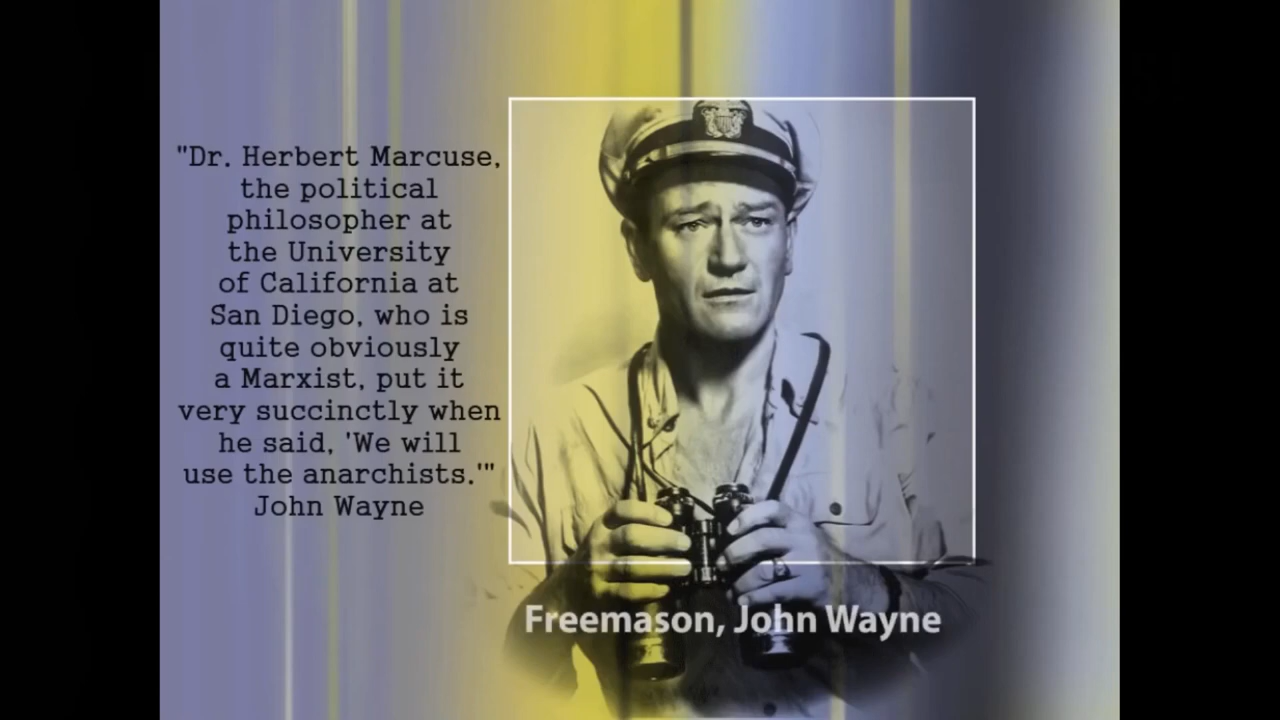 "Dr. Herbert Marcuse,
the political
philosopher at
the University
of California at
San Diego, who is
quite obviously
a Marxist, put it
very succinctly when
he said, 'We will
use the anarchists.'"
John Wayne
Freemason, John Wayne